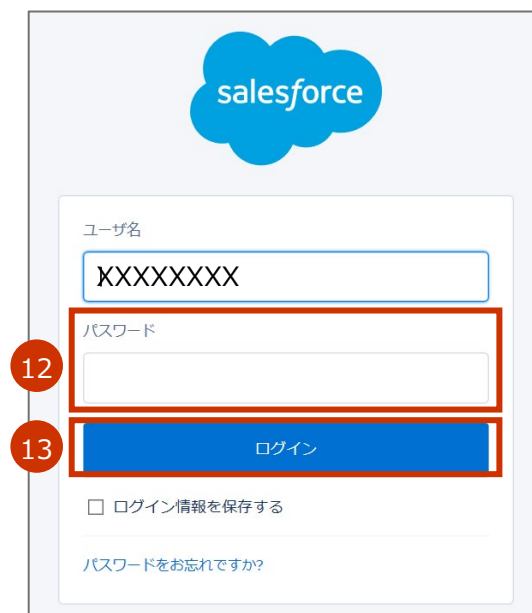 salesforce
ユーザ名
XXXXXXXX
パスワード
12
13
ログイン
ログイン情報を保存する
パスワードをお忘れですか?